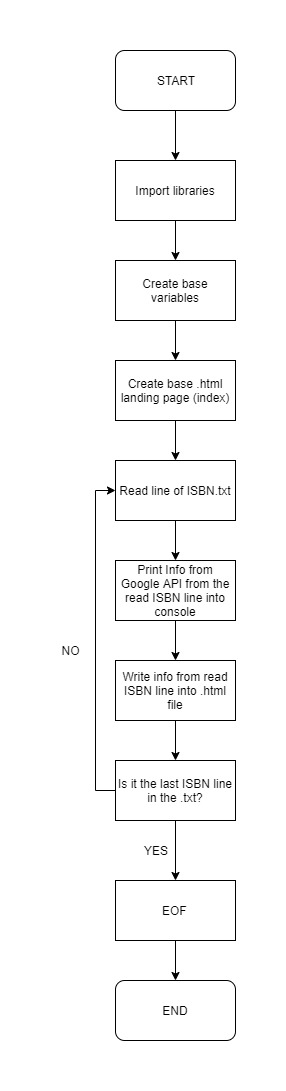 START
Import libraries
Create base
variables
Create base .html
landing page (index)
Read line of ISBN.txt
Print Info from
Google API from the
read ISBN line into
console
NO
Write info from read
ISBN line into .html
file
Is it the last ISBN line
in the .txt?
YES
EOF
END